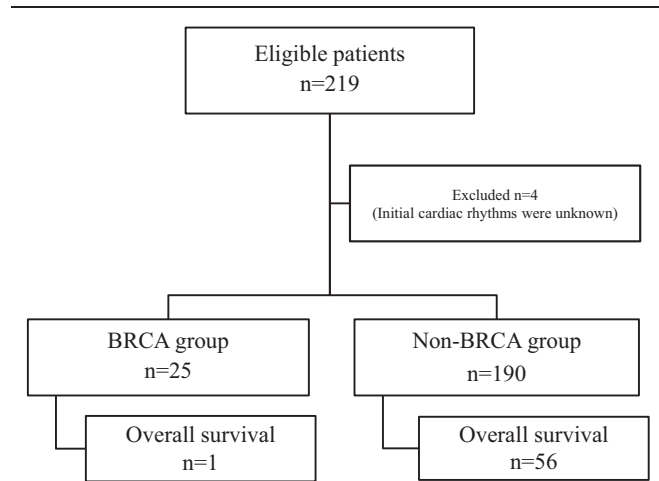 Eligible patients
n=219
Excluded n=4
(Initial cardiac rhythms were unknown)
BRCA group
n=25
Non-BRCA group
n=190
Overall survival
n=1
Overall survival
n=56